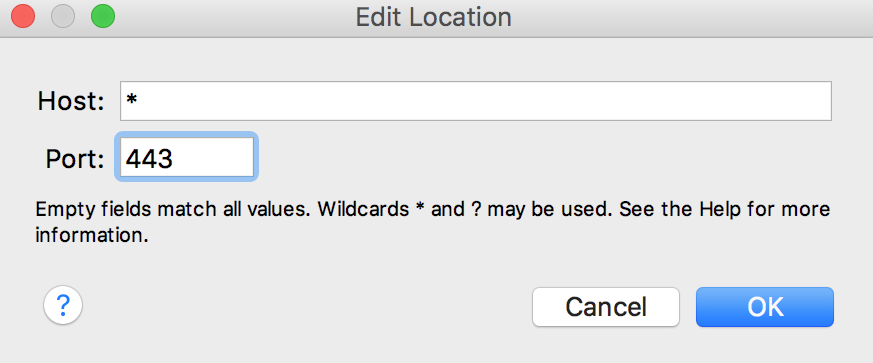 Edit Location
Host: *
Port: 443
Empty fields match all values. Wildcards * and ? may be used. See the Help for more
information.
? Cancel OK